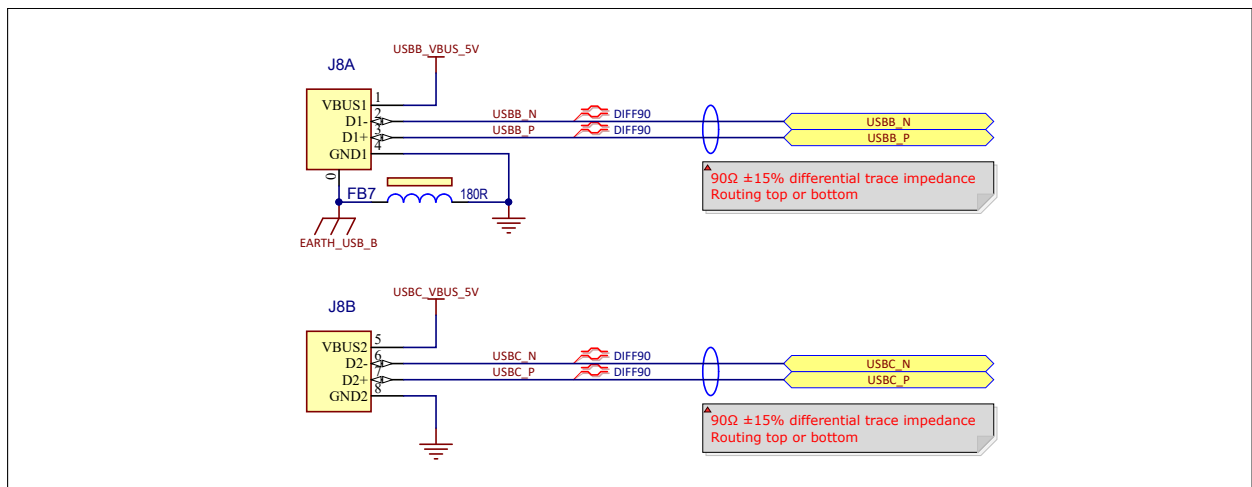 USBB_VBUS_5V
J8A
VBUS1 1
D1- 2 USBB_N DIFF90 USBB_N
D1+ 3 USBB_P DIFF90 USBB_P
GND1 4
0
FB7 180R
EARTH_USB_B
90Ω ±15% differential trace impedance
Routing top or bottom
USBC_VBUS_5V
J8B
VBUS2 5
D2- 6 USBC_N DIFF90 USBC_N
D2+ 7 USBC_P DIFF90 USBC_P
GND2 8
90Ω ±15% differential trace impedance
Routing top or bottom